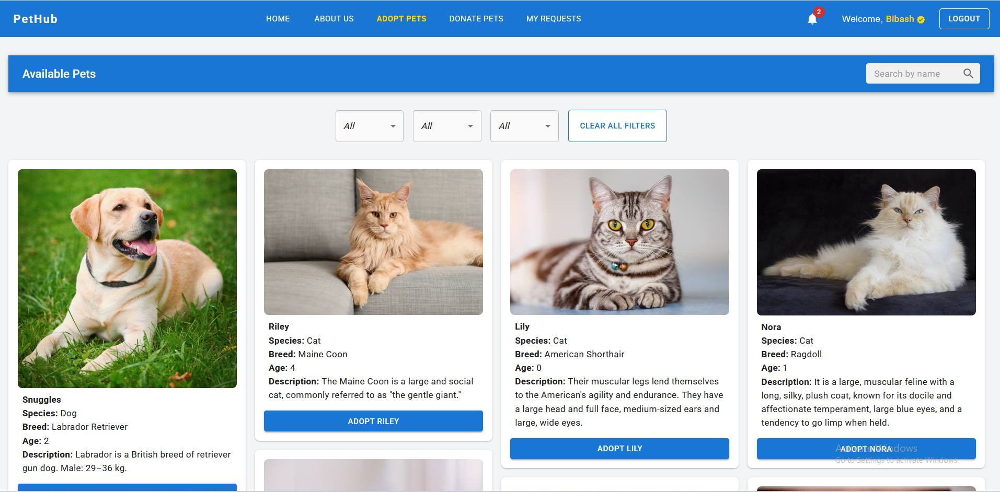 PetHub
HOME ABOUT US ADOPT PETS DONATE PETS MY REQUESTS
2
Welcome, Bibash
LOGOUT
Available Pets
Search by name
All All All CLEAR ALL FILTERS
Snuggles
Species: Dog
Breed: Labrador Retriever
Age: 2
Description: Labrador is a British breed of retriever
gun dog. Male: 29–36 kg.
Riley
Species: Cat
Breed: Maine Coon
Age: 4
Description: The Maine Coon is a large and social
cat, commonly referred to as "the gentle giant."
ADOPT RILEY
Lily
Species: Cat
Breed: American Shorthair
Age: 0
Description: Their muscular legs lend themselves
to the American's agility and endurance. They have
a large head and full face, medium-sized ears and
large, wide eyes.
ADOPT LILY
Nora
Species: Cat
Breed: Ragdoll
Age: 1
Description: It is a large, muscular feline with a
long, silky, plush coat, known for its docile and
affectionate temperament, large blue eyes, and a
tendency to go limp when held.
ADOPT NORA
Activate Windows
Go to Settings to activate Windows.